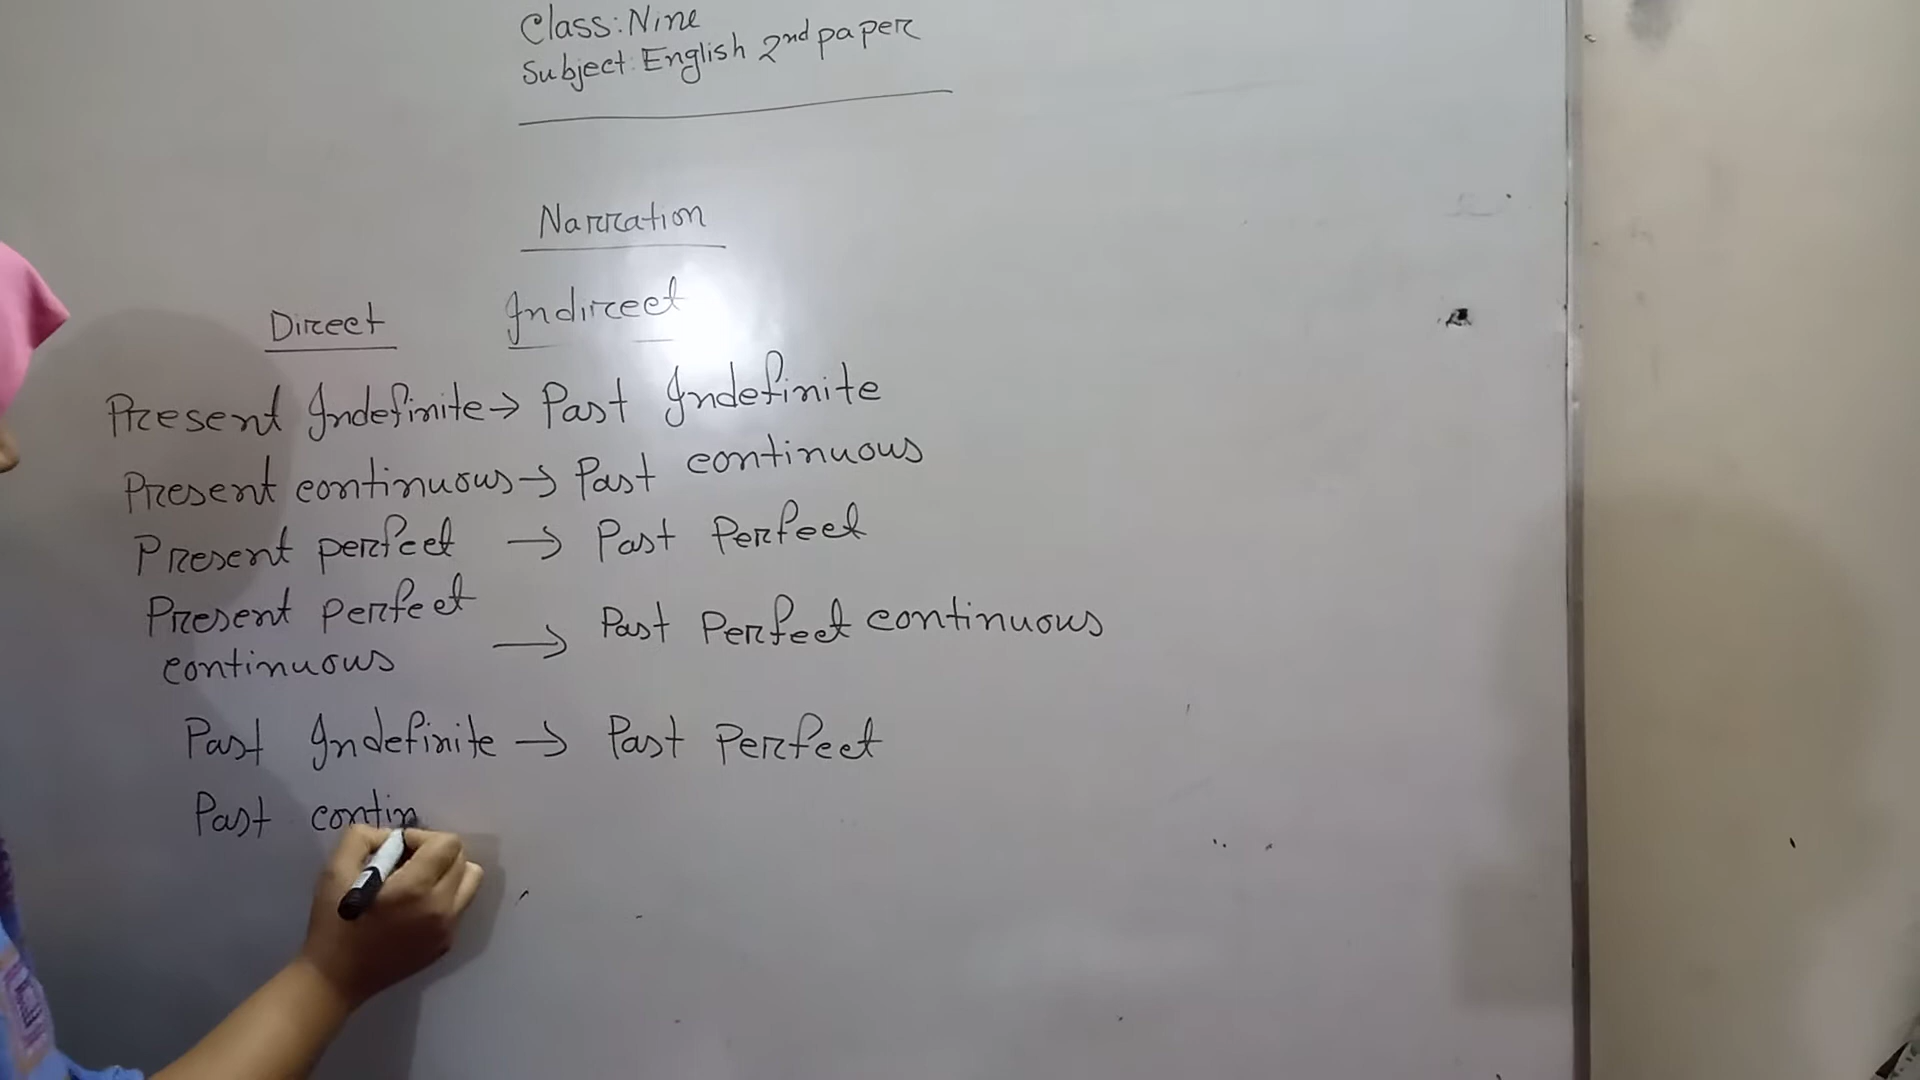 Class: Nine
Subject: English 2nd paper
Narration
Direct Indirect
Present Indefinite → Past Indefinite
Present continuous → Past continuous
Present perfect → Past Perfect
Present perfect
continuous → Past Perfect continuous
Past Indefinite → Past Perfect
Past contin